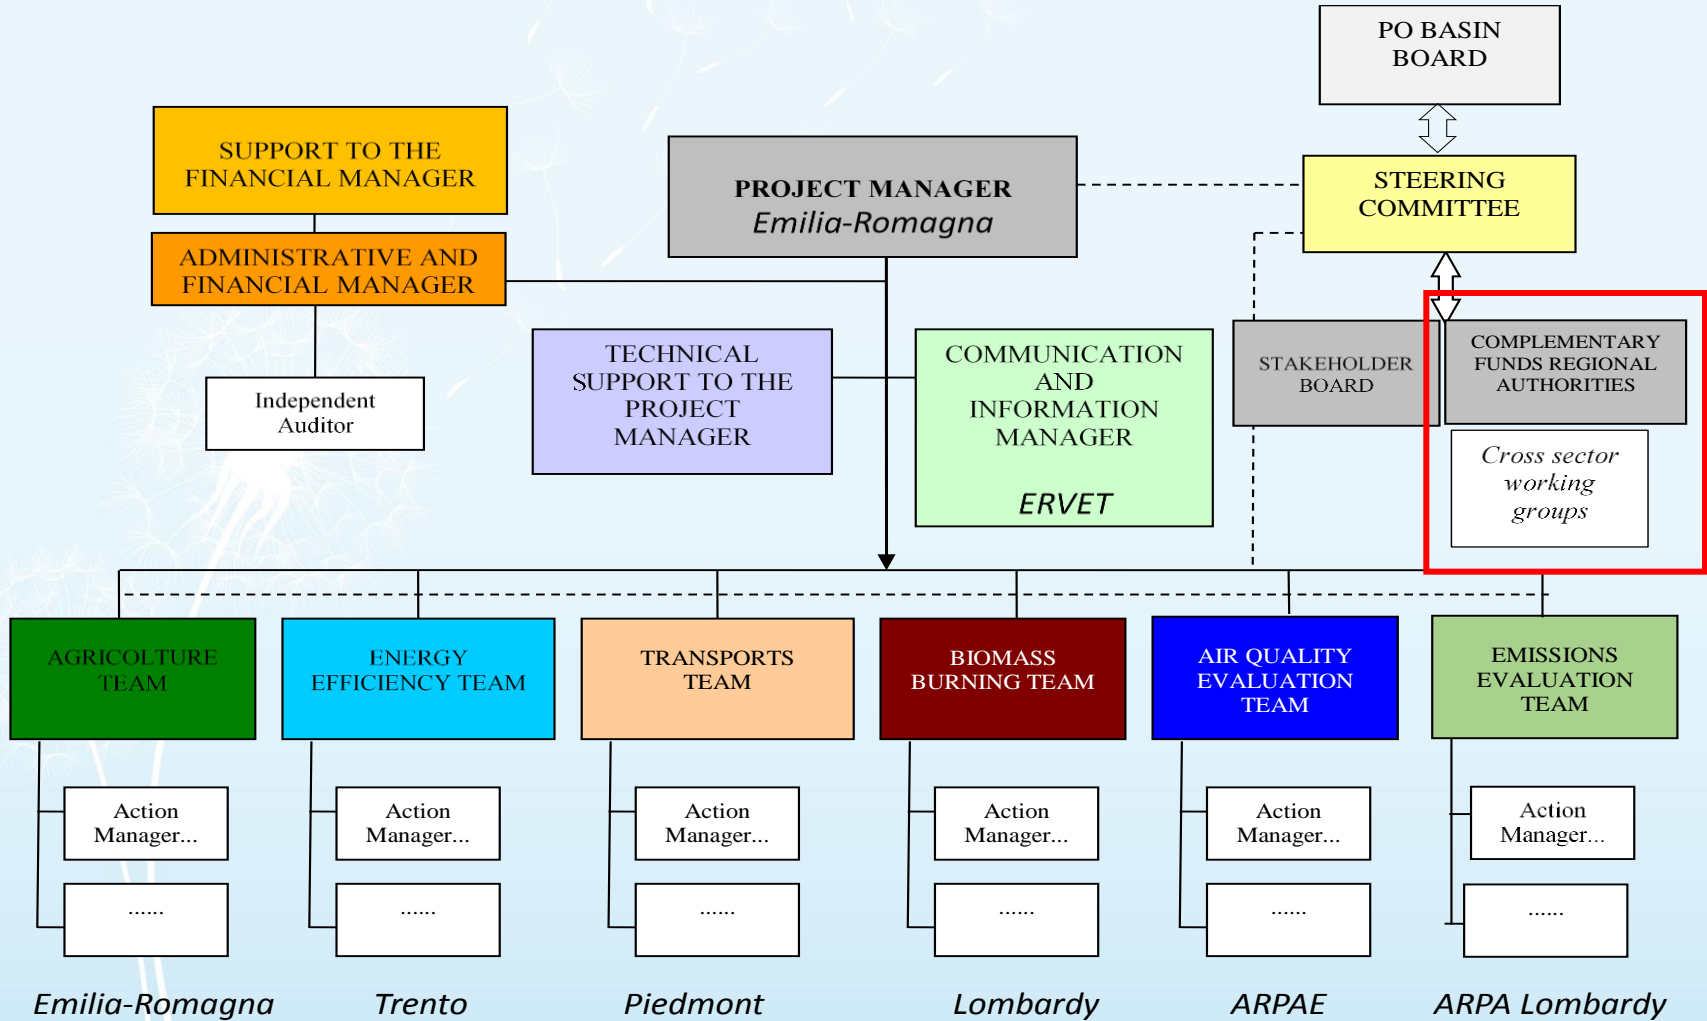 PO BASIN
BOARD
SUPPORT TO THE
FINANCIAL MANAGER
PROJECT MANAGER
Emilia-Romagna
STEERING
COMMITTEE
ADMINISTRATIVE AND
FINANCIAL MANAGER
TECHNICAL
SUPPORT TO THE
PROJECT
MANAGER
COMMUNICATION
AND
INFORMATION
MANAGER
ERVET
STAKEHOLDER
BOARD
COMPLEMENTARY
FUNDS REGIONAL
AUTHORITIES
Independent
Auditor
Cross sector
working
groups
AGRICOLTURE
TEAM
ENERGY
EFFICIENCY TEAM
TRANSPORTS
TEAM
BIOMASS
BURNING TEAM
AIR QUALITY
EVALUATION
TEAM
EMISSIONS
EVALUATION
TEAM
Action
Manager...
Action
Manager...
Action
Manager...
Action
Manager...
Action
Manager...
Action
Manager...
......
......
......
......
......
......
Emilia-Romagna
Trento
Piedmont
Lombardy
ARPAE
ARPA Lombardy